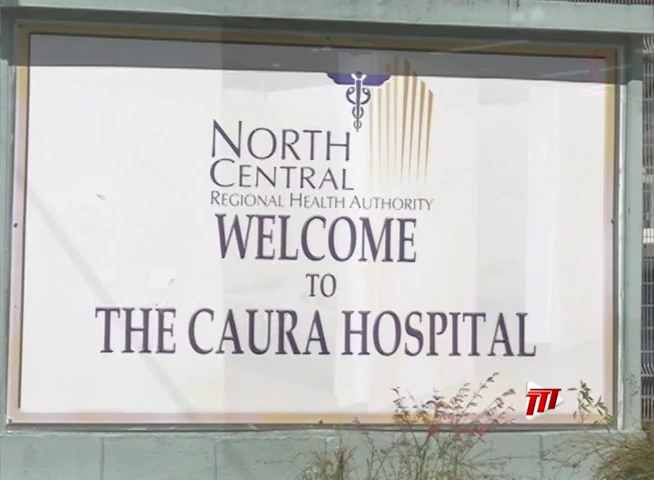 NORTH
CENTRAL
REGIONAL HEALTH AUTHORITY
WELCOME
TO
THE CAURA HOSPITAL